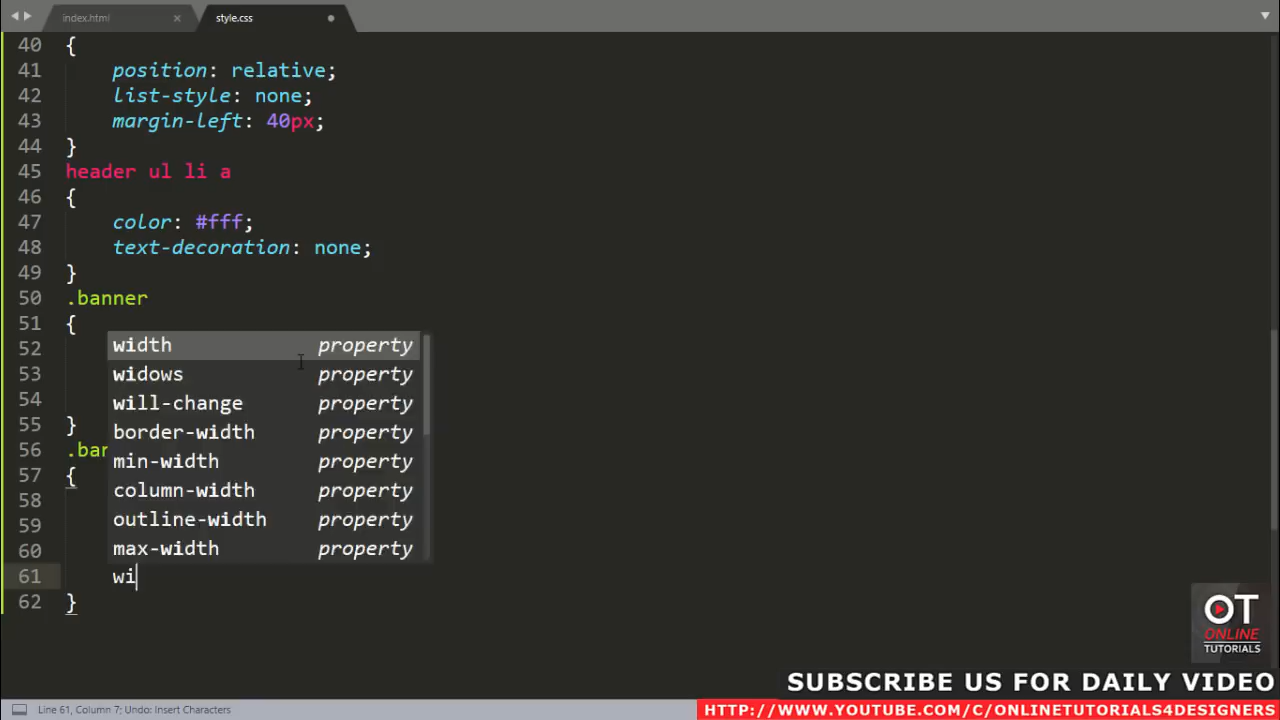 index.html × style.css
40 {
41 position: relative;
42 list-style: none;
43 margin-left: 40px;
44 }
45 header ul li a
46 {
47 color: #fff;
48 text-decoration: none;
49 }
50 .banner
51 {
52 width property
53 widows property
54 will-change property
55 } border-width property
56 .ban min-width property
57 { column-width property
58 outline-width property
59 max-width property
60
61 wi
62 }
OT
ONLINE
TUTORIALS
SUBSCRIBE US FOR DAILY VIDEO
Line 61, Column 7; Undo: Insert Characters
HTTP://WWW.YOUTUBE.COM/C/ONLINETUTORIALS4DESIGNERS